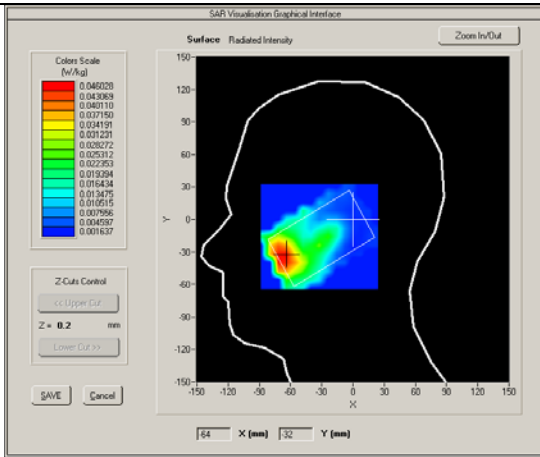 SAR Visualisation Graphical Interface
Surface Radiated Intensity
Zoom In/Out
Colors Scale
(W/kg)
0.046028
0.043069
0.040110
0.037150
0.034191
0.031231
0.028272
0.025312
0.022353
0.019394
0.016434
0.013475
0.010515
0.007556
0.004597
0.001637
Z-Cuts Control
<< Upper Cut
Z = 0.2 mm
Lower Cut >>
SAVE Cancel
150-
120-
90-
60-
30-
0-
-30-
-60-
-90-
-120-
-150-
Y
-150 -120 -90 -60 -30 0 30 60 90 120 150
X
-64 X (mm) -32 Y (mm)